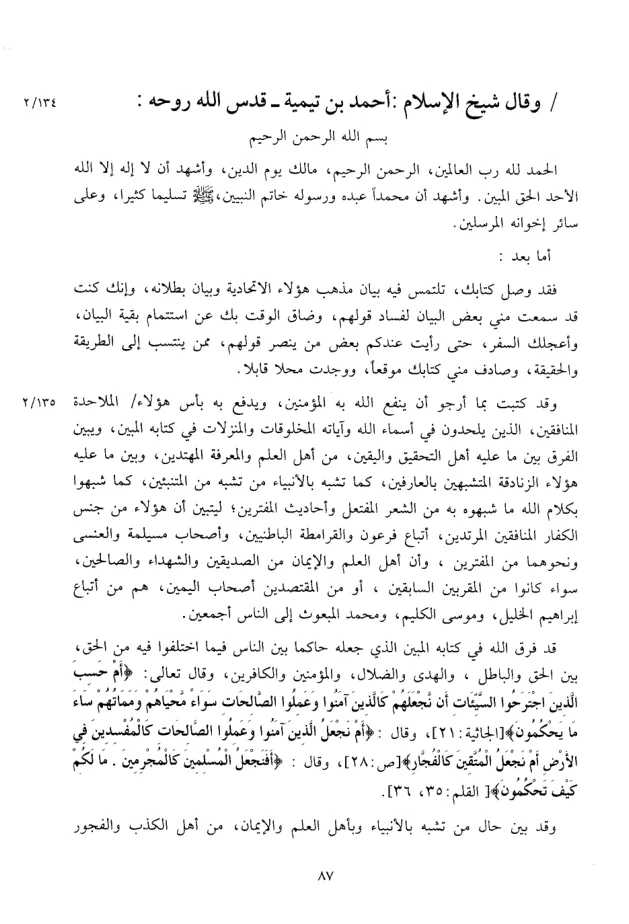 / وقال شيخ الإسلام :أحمد بن تيمية ـ قدس الله روحه : ٢/١٣٤
بسم الله الرحمن الرحيم
الحمد لله رب العالمين، الرحمن الرحيم، مالك يوم الدين، وأشهد أن لا إله إلا الله
الأحد الحق المبين. وأشهد أن محمداً عبده ورسوله خاتم النبيين،ﷺ تسليما كثيرا، وعلى
سائر إخوانه المرسلين.
أما بعد :
فقد وصل كتابك، تلتمس فيه بيان مذهب هؤلاء الاتحادية وبيان بطلانه، وإنك كنت
قد سمعت مني بعض البيان لفساد قولهم، وضاق الوقت بك عن استتمام بقية البيان،
وأعجلك السفر، حتى رأيت عندكم بعض من ينصر قولهم، ممن ينتسب إلى الطريقة
والحقيقة، وصادف مني كتابك موقعاً، ووجدت محلا قابلا.
وقد كتبت بما أرجو أن ينفع الله به المؤمنين، ويدفع به بأس هؤلاء/ الملاحدة ٢/١٣٥
المنافقين، الذين يلحدون في أسماء الله وآياته المخلوقات والمنزلات في كتابه المبين، ويبين
الفرق بين ما عليه أهل التحقيق واليقين، من أهل العلم والمعرفة المهتدين، وبين ما عليه
هؤلاء الزنادقة المتشبهين بالعارفين، كما تشبه بالأنبياء من تشبه من المتنبئين، كما شبهوا
بكلام الله ما شبهوه به من الشعر المفتعل وأحاديث المفترين؛ ليتبين أن هؤلاء من جنس
الكفار المنافقين المرتدين، أتباع فرعون والقرامطة الباطنيين، وأصحاب مسيلمة والعنسى
ونحوهما من المفترين ، وأن أهل العلم والإيمان من الصديقين والشهداء والصالحين،
سواء كانوا من المقربين السابقين ، أو من المقتصدين أصحاب اليمين، هم من أتباع
إبراهيم الخليل، وموسى الكليم، ومحمد المبعوث إلى الناس أجمعين.
قد فرق الله في كتابه المبين الذي جعله حاكما بين الناس فيما اختلفوا فيه من الحق،
بين الحق والباطل ، والهدى والضلال، والمؤمنين والكافرين، وقال تعالى: ﴿أَمْ حَسِبَ
الَّذِينَ اجْتَرَحُوا السَّيِّئَاتِ أَن نَّجْعَلَهُمْ كَالَّذِينَ آمَنُوا وَعَمِلُوا الصَّالِحَاتِ سَوَاءً مَّحْيَاهُمْ وَمَمَاتُهُمْ سَاءَ
مَا يَحْكُمُونَ﴾[الجاثية:٢١]، وقال :﴿أَمْ نَجْعَلُ الَّذِينَ آمَنُوا وَعَمِلُوا الصَّالِحَاتِ كَالْمُفْسِدِينَ فِي
الأَرْضِ أَمْ نَجْعَلُ الْمُتَّقِينَ كَالْفُجَّارِ﴾[ص:٢٨]، وقال : ﴿أَفَنَجْعَلُ الْمُسْلِمِينَ كَالْمُجْرِمِينَ . مَا لَكُمْ
كَيْفَ تَحْكُمُونَ﴾[ القلم:٣٥، ٣٦].
وقد بين حال من تشبه بالأنبياء وبأهل العلم والإيمان، من أهل الكذب والفجور
٨٧